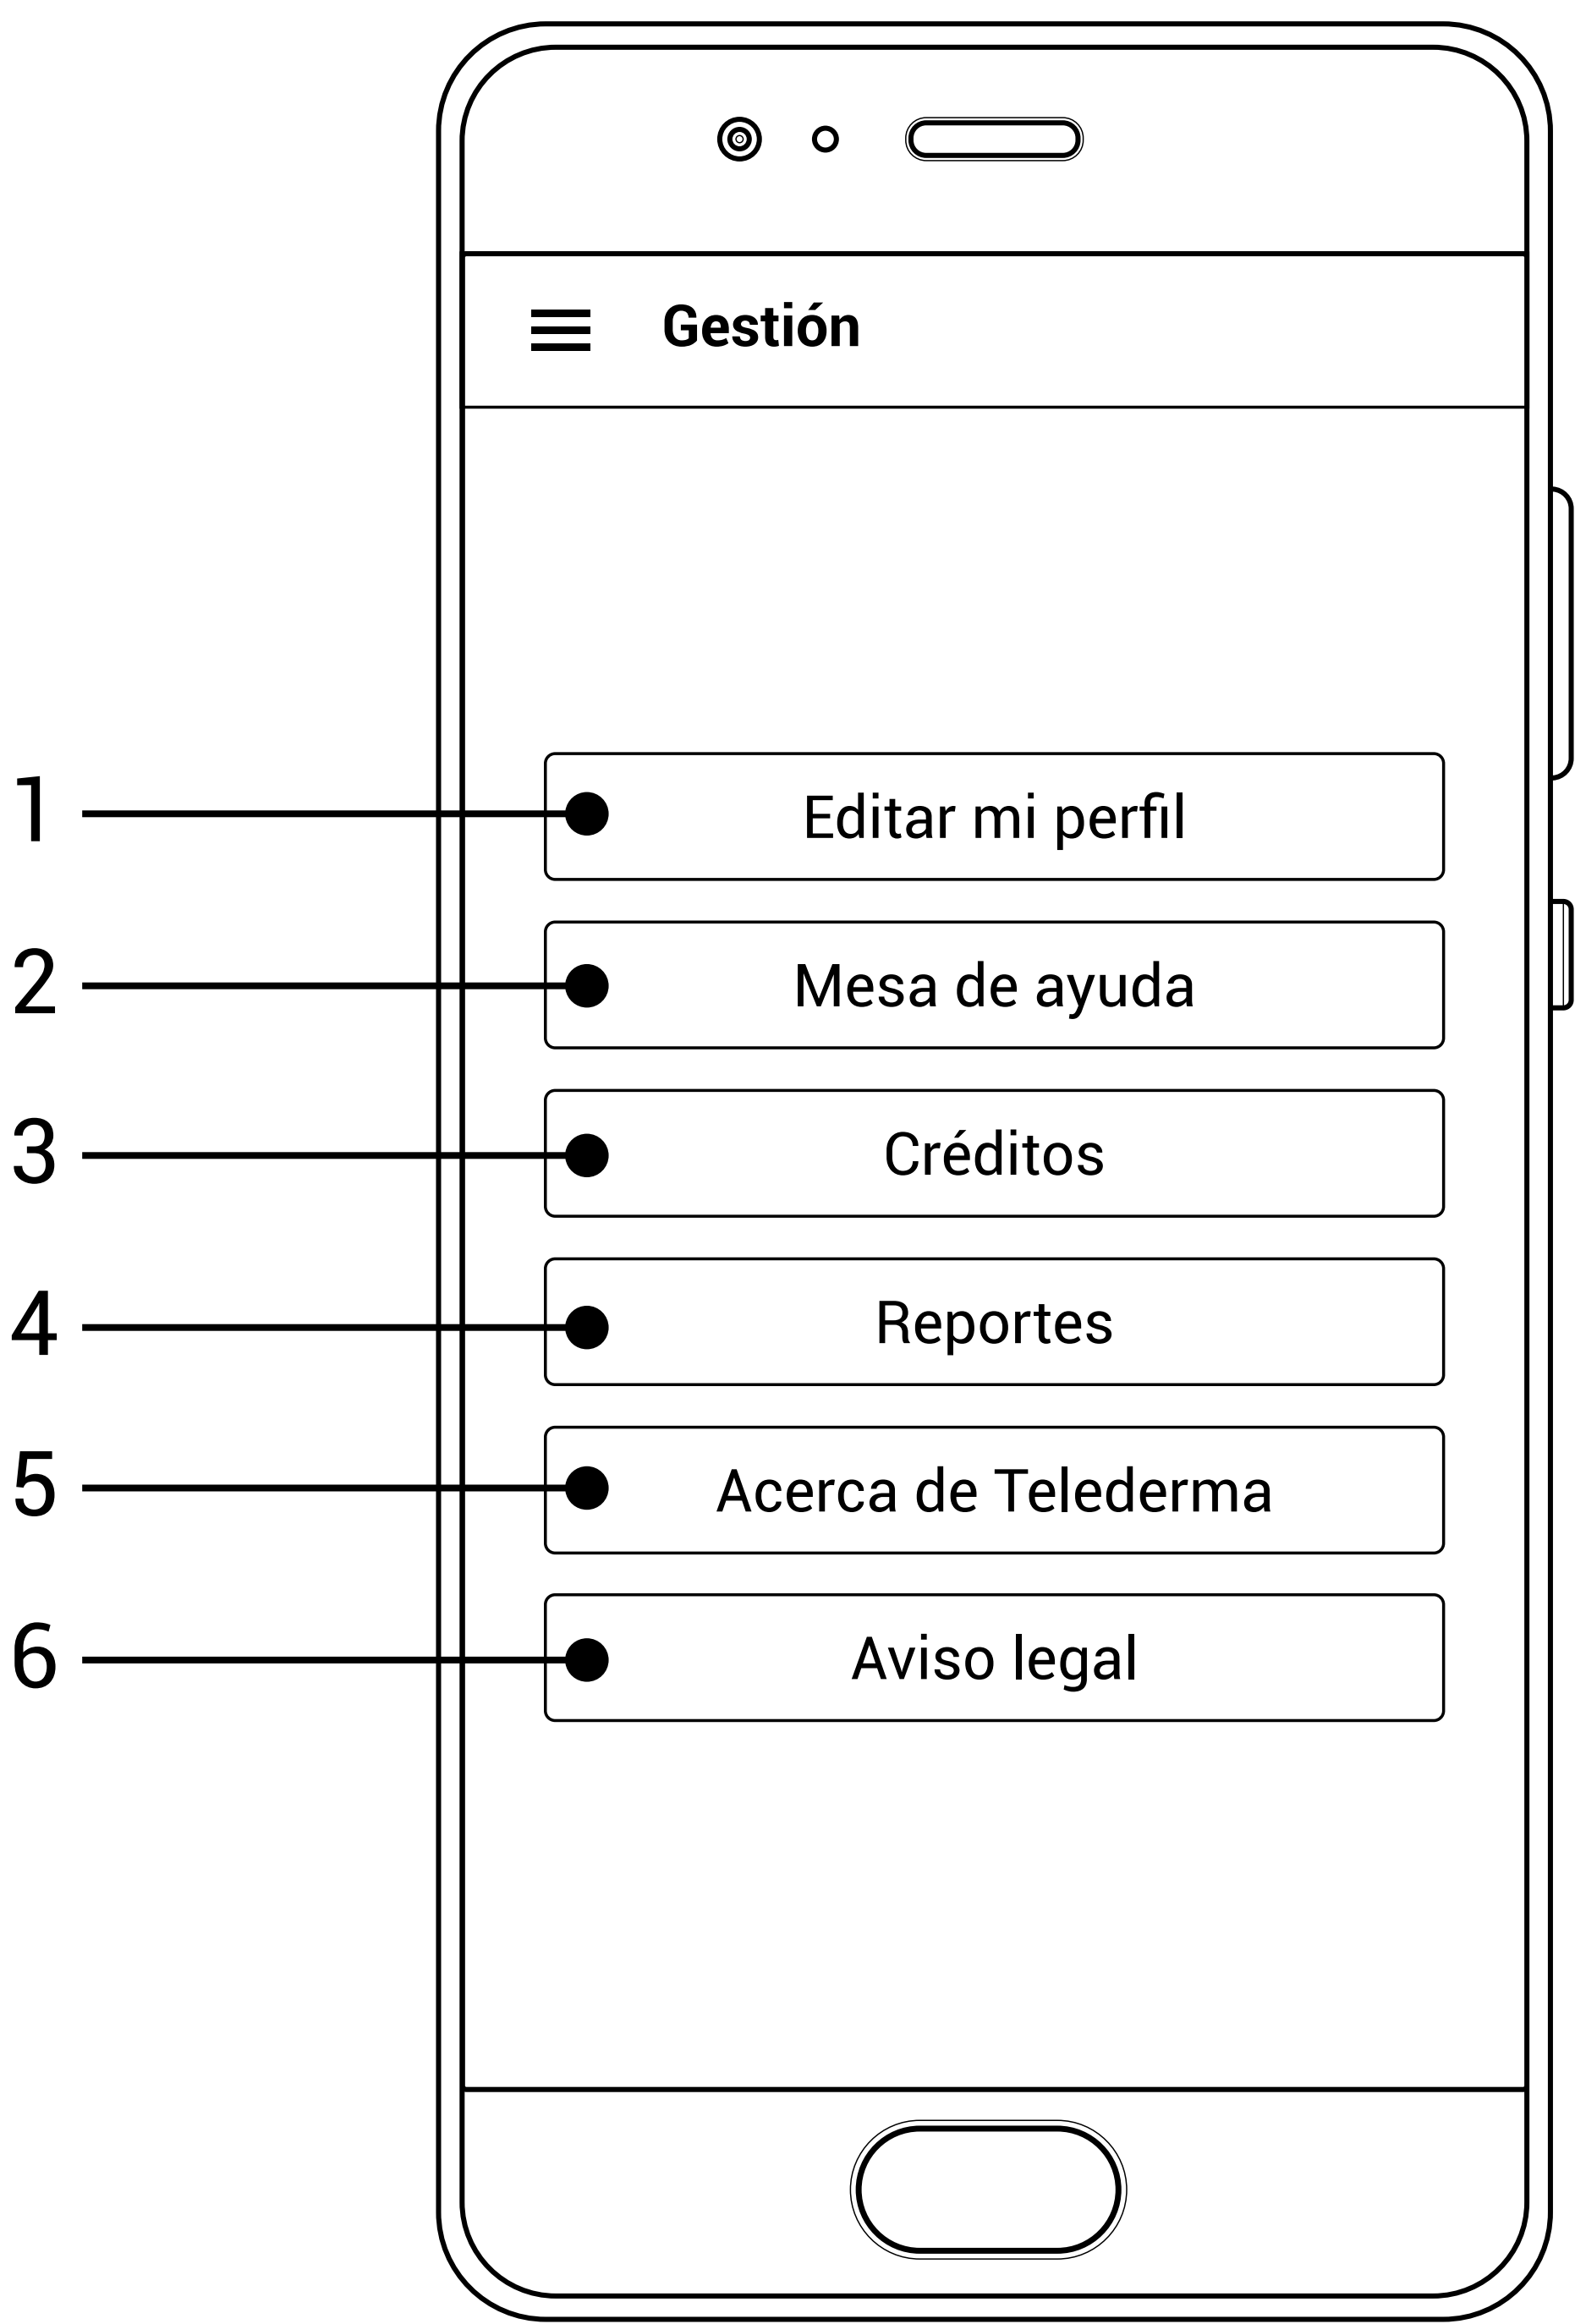 Gestión
1 Editar mi perfil
2 Mesa de ayuda
3 Créditos
4 Reportes
5 Acerca de Telederma
6 Aviso legal